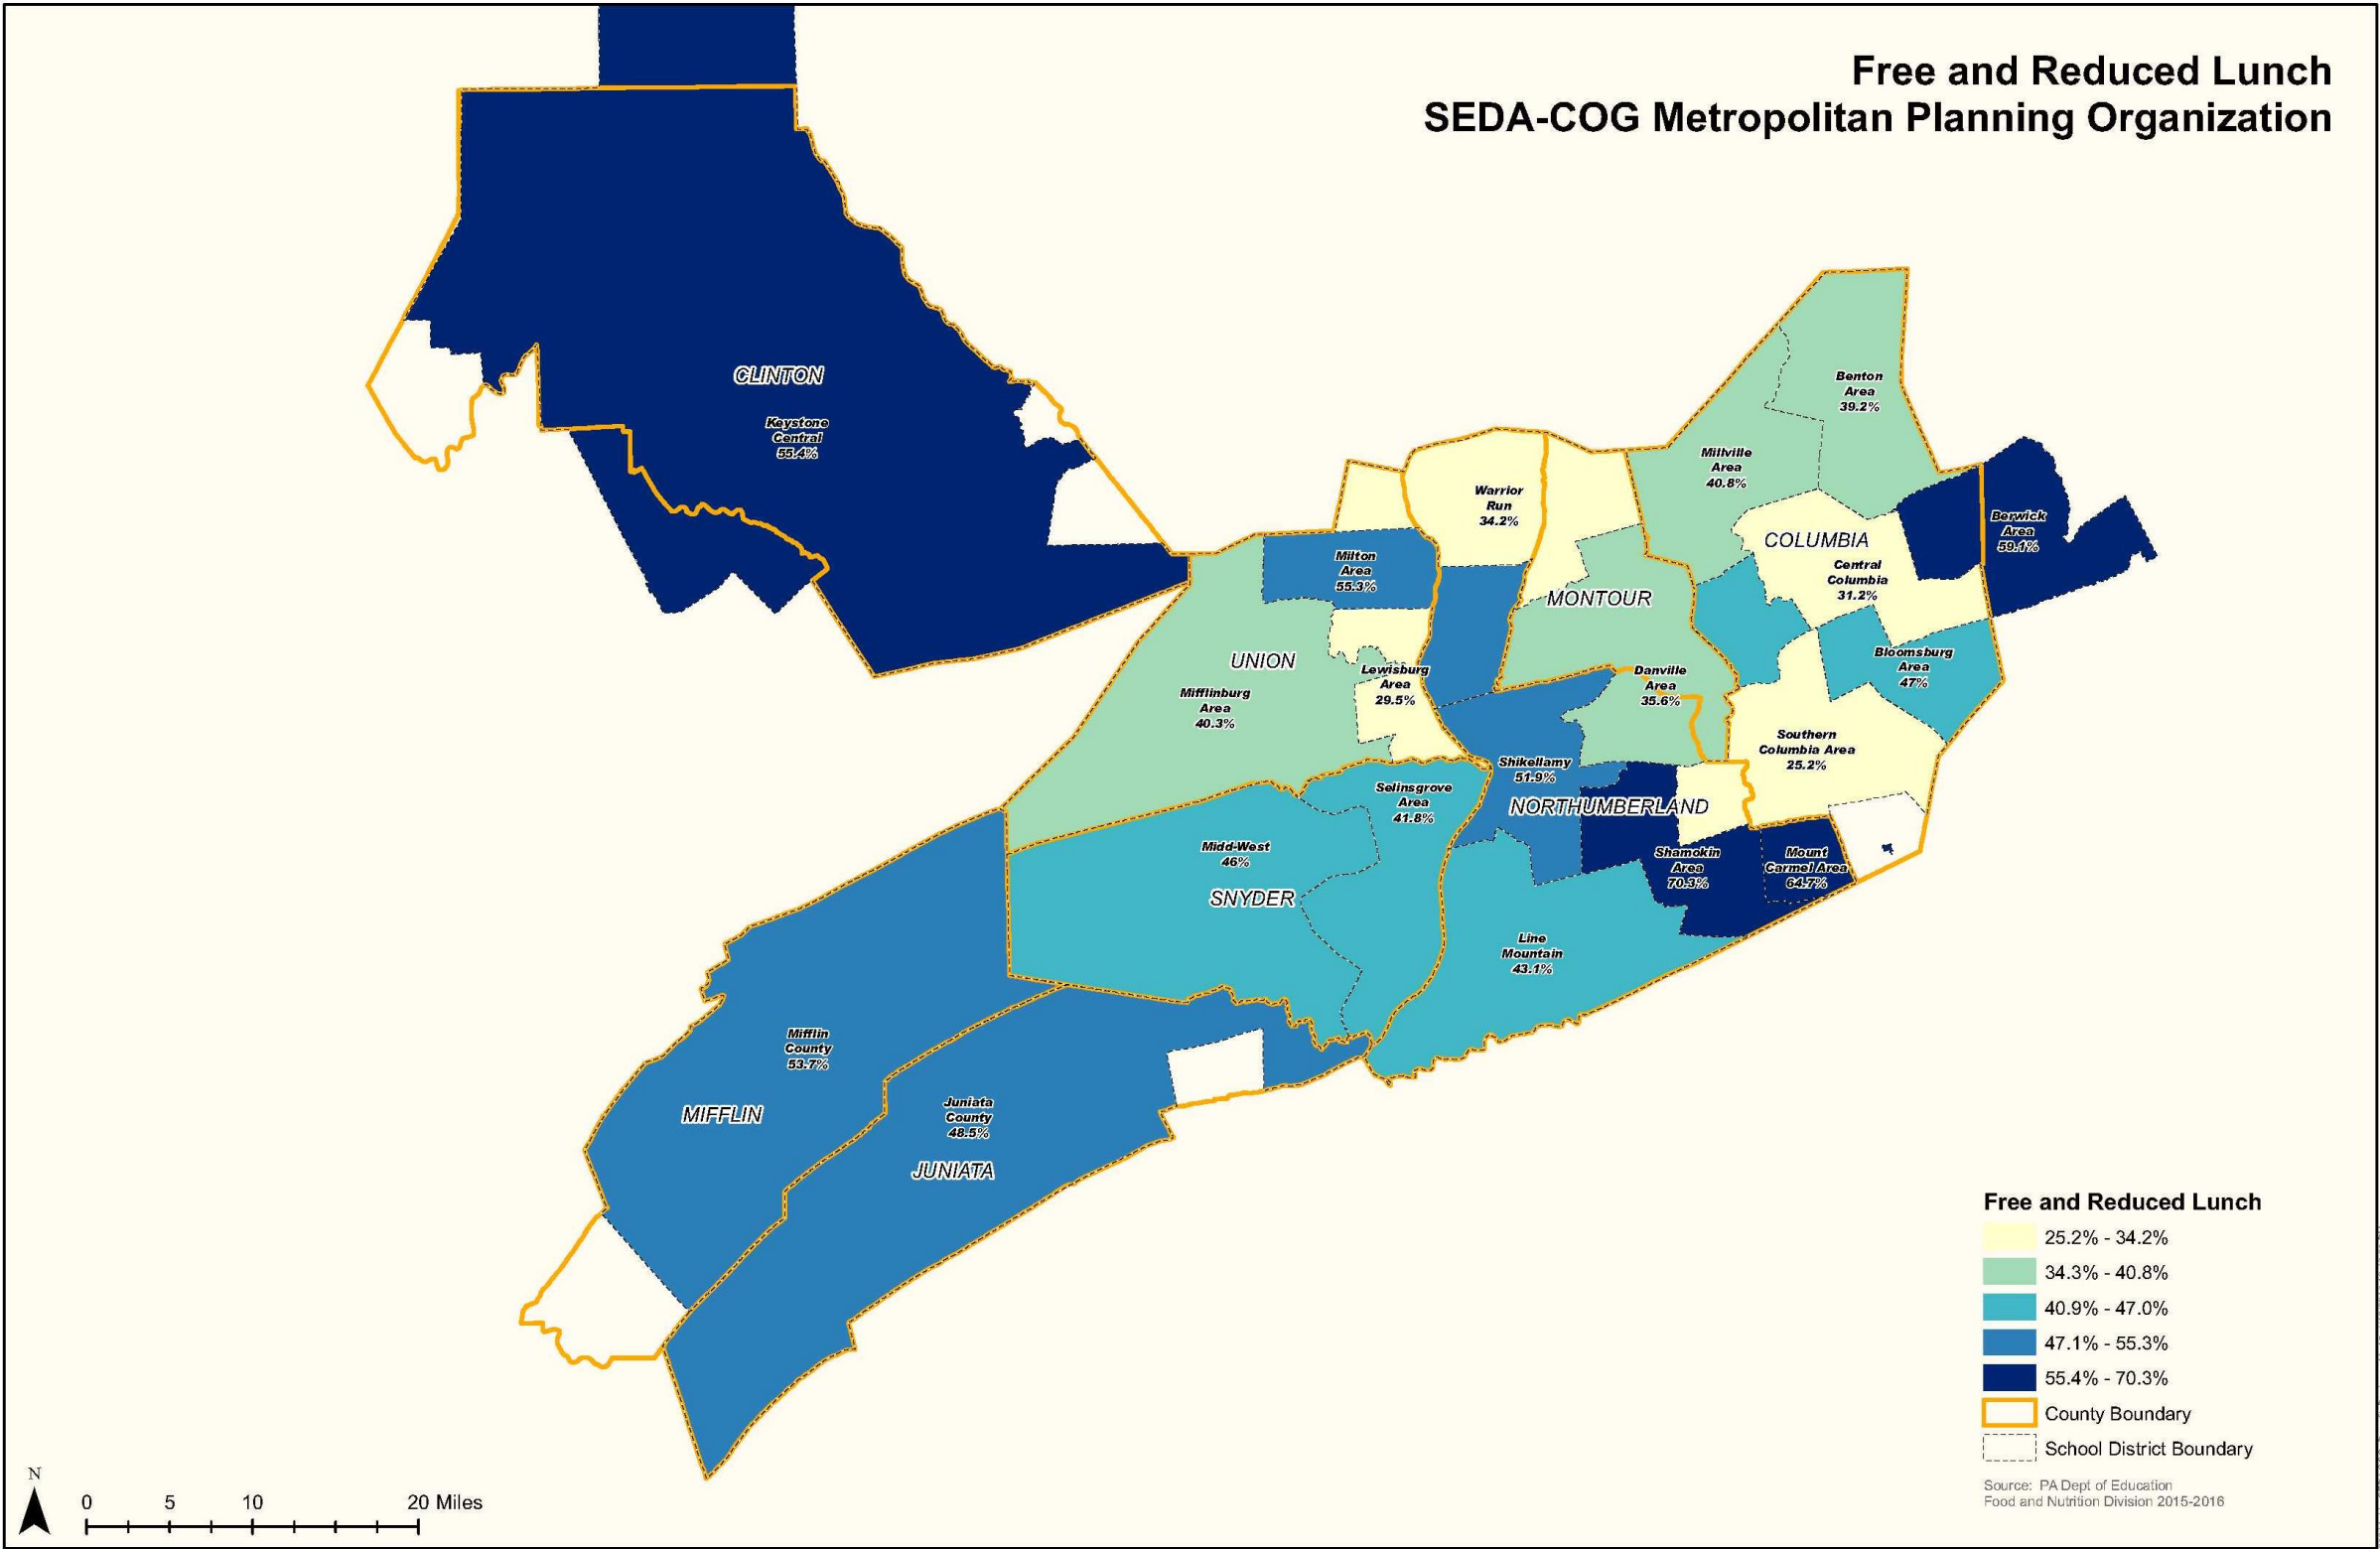 Free and Reduced Lunch
SEDA-COG Metropolitan Planning Organization
CLINTON
Keystone
Central
55.4%
Benton
Area
39.2%
Millville
Area
40.8%
Warrior
Run
34.2%
Berwick
Area
59.1%
COLUMBIA
Central
Columbia
31.2%
Milton
Area
55.3%
MONTOUR
UNION
Mifflinburg
Area
40.3%
Lewisburg
Area
29.5%
Danville
Area
35.6%
Bloomsburg
Area
47%
Southern
Columbia Area
25.2%
Shikellamy
51.9%
NORTHUMBERLAND
Selinsgrove
Area
41.8%
Midd-West
46%
SNYDER
Shamokin
Area
70.3%
Mount
Carmel Area
64.7%
Line
Mountain
43.1%
Mifflin
County
53.7%
MIFFLIN
Juniata
County
48.5%
JUNIATA
Free and Reduced Lunch
25.2% - 34.2%
34.3% - 40.8%
40.9% - 47.0%
47.1% - 55.3%
55.4% - 70.3%
County Boundary
School District Boundary
Source: PA Dept of Education
Food and Nutrition Division 2015-2016
N
0 5 10 20 Miles